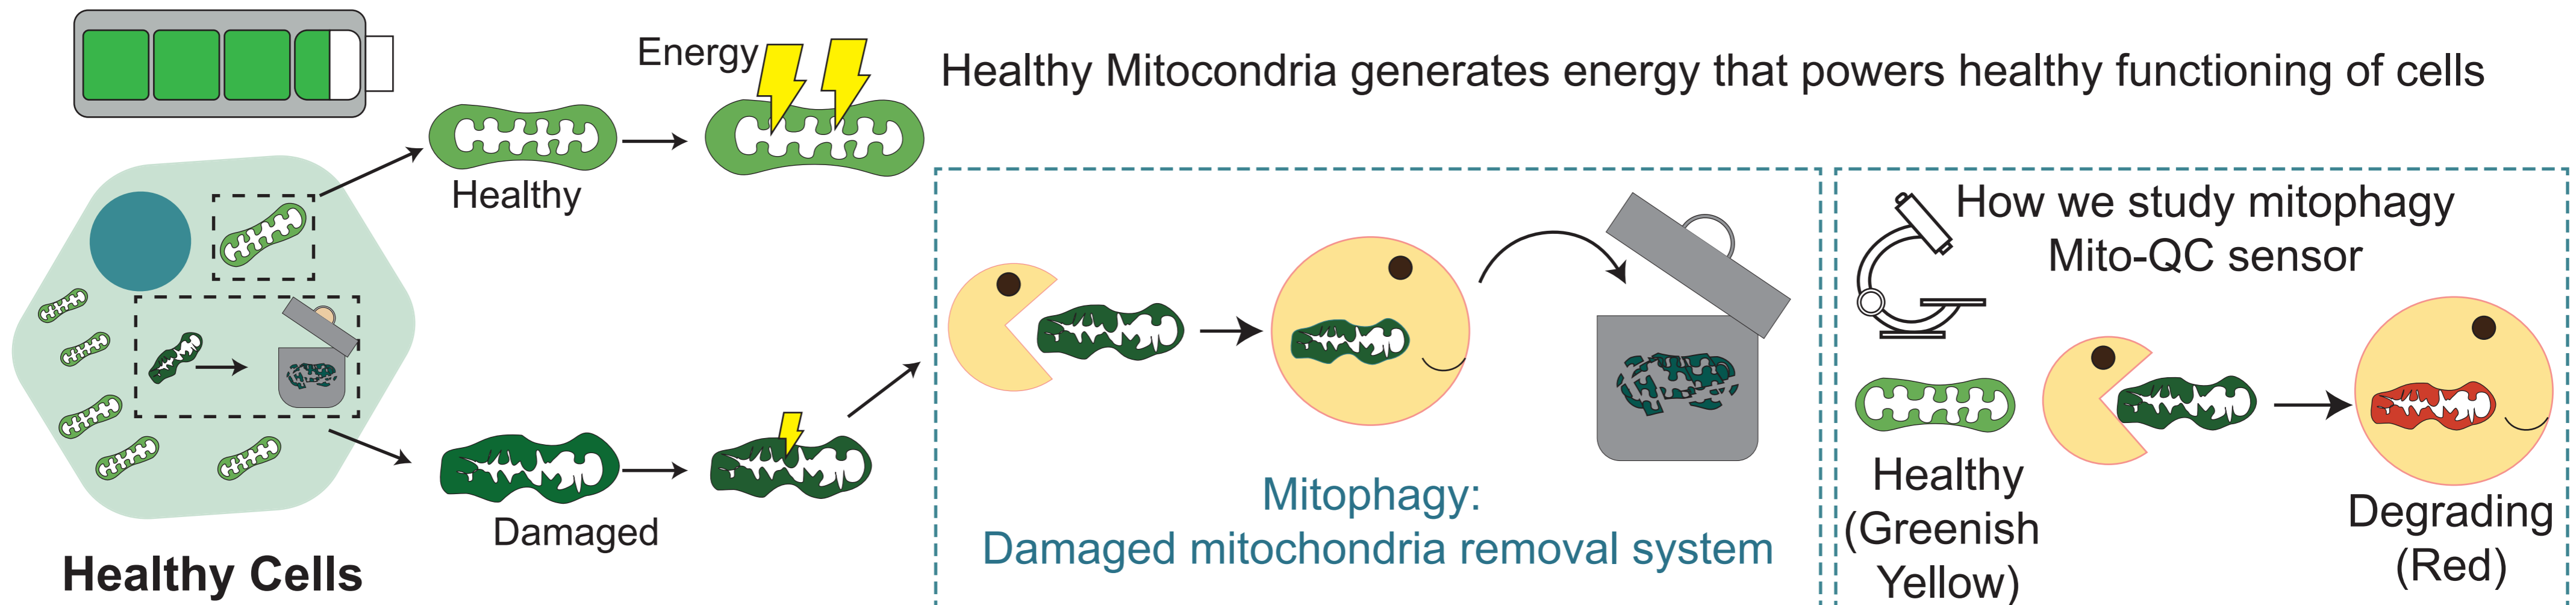 Energy
Healthy Mitocondria generates energy that powers healthy functioning of cells
Healthy
Damaged
Healthy Cells
Mitophagy:
Damaged mitochondria removal system
How we study mitophagy
Mito-QC sensor
Healthy
(Greenish
Yellow)
Degrading
(Red)